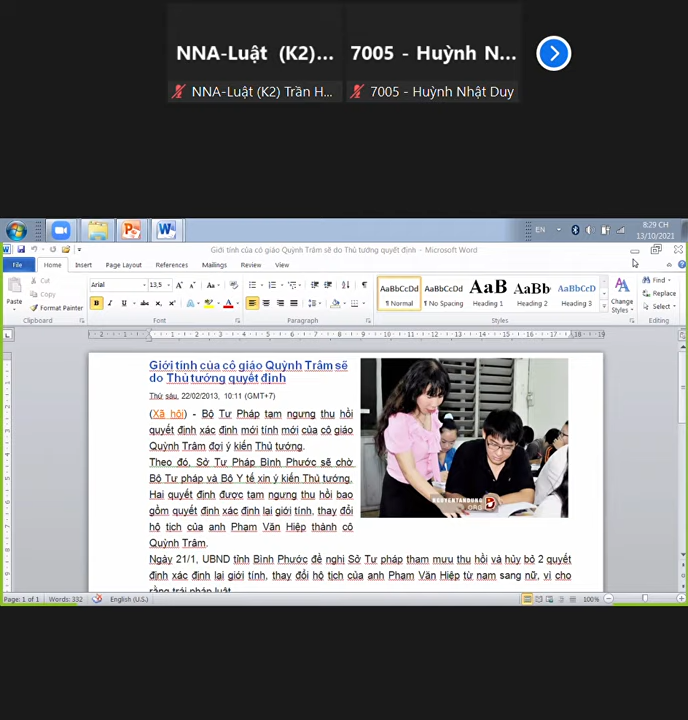 NNA-Luật (K2)... 7005 - Huỳnh N...
NNA-Luật (K2) Trần H... 7005 - Huỳnh Nhật Duy
EN 8:29 CH
13/10/2021
Giới tính của cô giáo Quỳnh Trâm sẽ do Thủ tướng quyết định - Microsoft Word
File Home Insert Page Layout References Mailings Review View
Paste
Cut
Copy
Format Painter
Clipboard
Arial 13,5
Font
Paragraph
AaBbCcDd AaBbCcDd AaB AaBb AaBbCcD
¶ Normal ¶ No Spacing Heading 1 Heading 2 Heading 3
Styles
Change
Styles
Find
Replace
Select
Editing
Giới tính của cô giáo Quỳnh Trâm sẽ
do Thủ tướng quyết định
Thứ sáu, 22/02/2013, 10:11 (GMT+7)
(Xã hội) - Bộ Tư Pháp tạm ngưng thu hồi
quyết định xác định mới tính mới của cô giáo
Quỳnh Trâm đợi ý kiến Thủ tướng.
Theo đó, Sở Tư Pháp Bình Phước sẽ chờ
Bộ Tư pháp và Bộ Y tế xin ý kiến Thủ tướng.
Hai quyết định được tạm ngưng thu hồi bao
gồm quyết định xác định lại giới tính, thay đổi
hộ tịch của anh Phạm Văn Hiệp thành cô
Quỳnh Trâm.
NGUYENTANDUNG
.ORG
Ngày 21/1, UBND tỉnh Bình Phước đề nghị Sở Tư pháp tham mưu thu hồi và hủy bỏ 2 quyết
định xác định lại giới tính, thay đổi hộ tịch của anh Phạm Văn Hiệp từ nam sang nữ, vì cho
rằng trái pháp luật.
Page: 1 of 1 Words: 332 English (U.S.) 100%